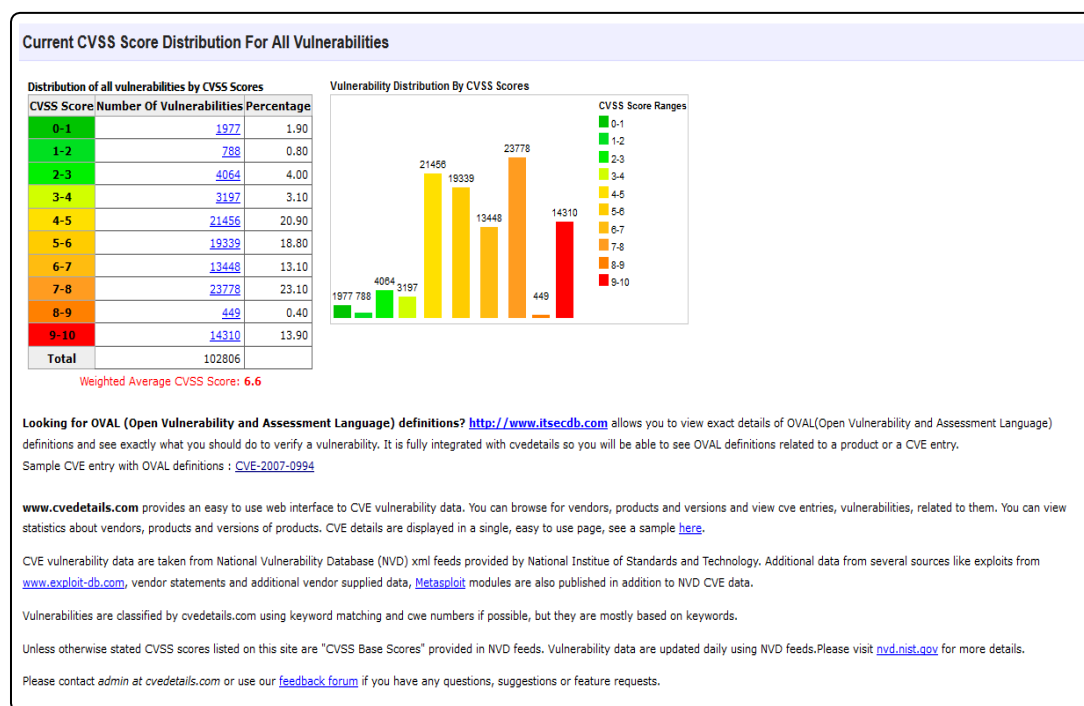 Current CVSS Score Distribution For All Vulnerabilities
Distribution of all vulnerabilities by CVSS Scores
CVSS Score Number Of Vulnerabilities Percentage
0-1 1977 1.90
1-2 788 0.80
2-3 4064 4.00
3-4 3197 3.10
4-5 21456 20.90
5-6 19339 18.80
6-7 13448 13.10
7-8 23778 23.10
8-9 449 0.40
9-10 14310 13.90
Total 102806
Weighted Average CVSS Score: 6.6
Vulnerability Distribution By CVSS Scores
1977 788 4064 3197 21456 19339 13448 23778 449 14310
CVSS Score Ranges
0-1
1-2
2-3
3-4
4-5
5-6
6-7
7-8
8-9
9-10
Looking for OVAL (Open Vulnerability and Assessment Language) definitions? http://www.itsecdb.com allows you to view exact details of OVAL(Open Vulnerability and Assessment Language)
definitions and see exactly what you should do to verify a vulnerability. It is fully integrated with cvedetails so you will be able to see OVAL definitions related to a product or a CVE entry.
Sample CVE entry with OVAL definitions : CVE-2007-0994
www.cvedetails.com provides an easy to use web interface to CVE vulnerability data. You can browse for vendors, products and versions and view cve entries, vulnerabilities, related to them. You can view
statistics about vendors, products and versions of products. CVE details are displayed in a single, easy to use page, see a sample here.
CVE vulnerability data are taken from National Vulnerability Database (NVD) xml feeds provided by National Institue of Standards and Technology. Additional data from several sources like exploits from
www.exploit-db.com, vendor statements and additional vendor supplied data, Metasploit modules are also published in addition to NVD CVE data.
Vulnerabilities are classified by cvedetails.com using keyword matching and cwe numbers if possible, but they are mostly based on keywords.
Unless otherwise stated CVSS scores listed on this site are "CVSS Base Scores" provided in NVD feeds. Vulnerability data are updated daily using NVD feeds.Please visit nvd.nist.gov for more details.
Please contact admin at cvedetails.com or use our feedback forum if you have any questions, suggestions or feature requests.